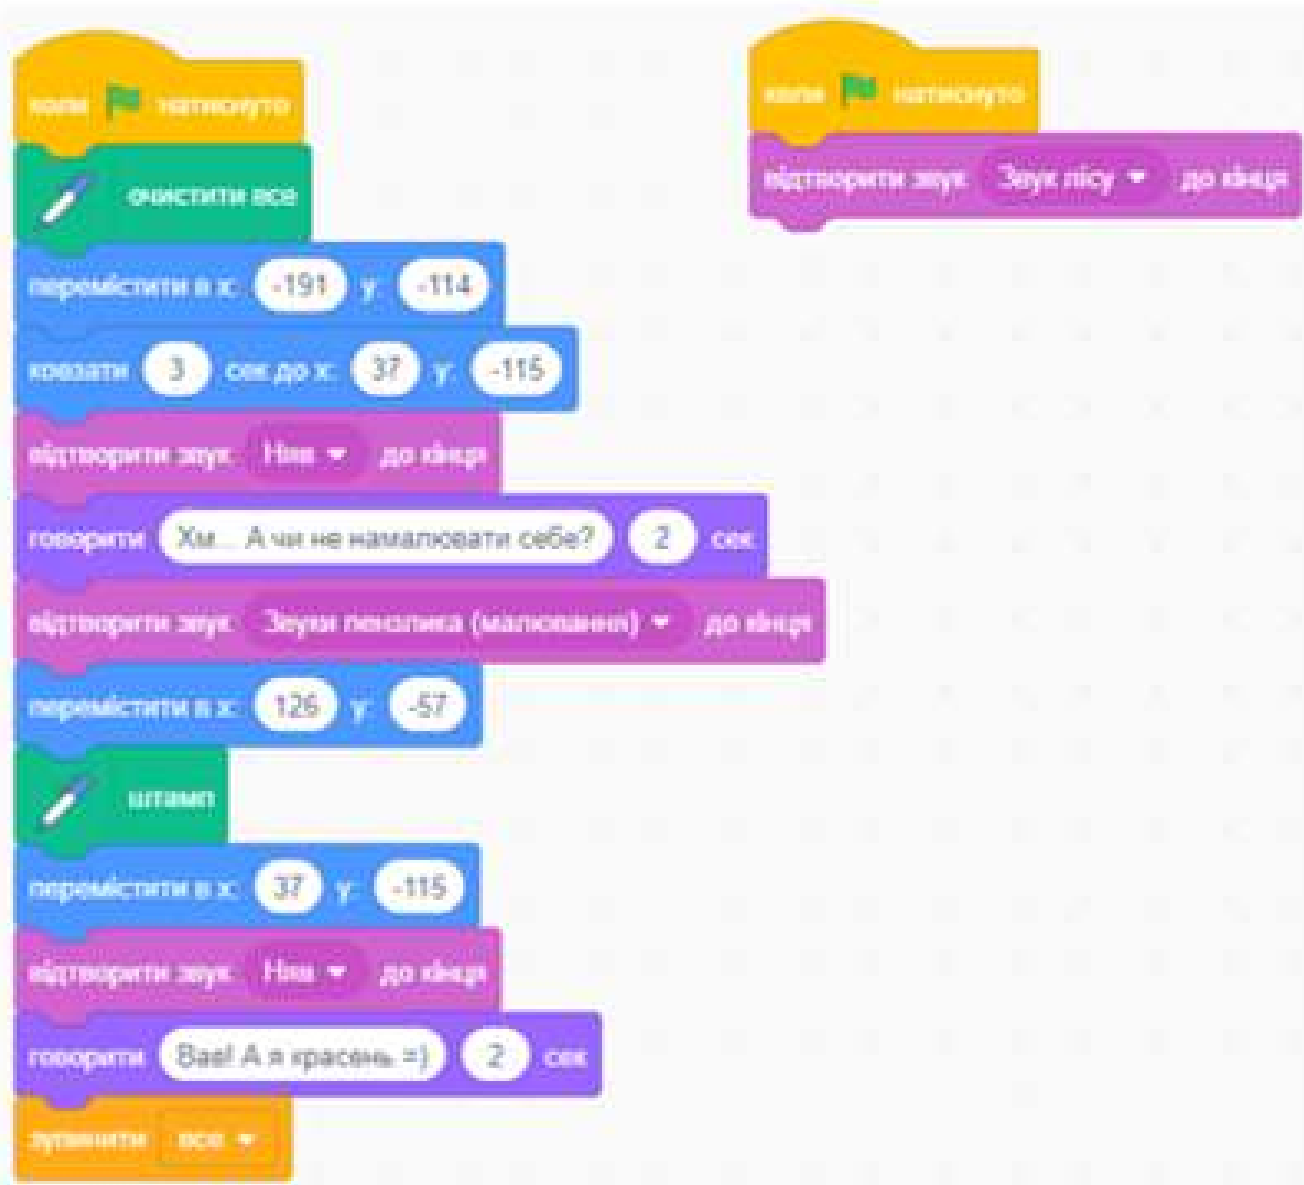 коли натиснуто
очистити все
перемістити в x: -191 y: -114
ковзати 3 сек до x: 37 y: -115
відтворити звук Няв до кінця
говорити Хм... А чи не намалювати себе? 2 сек
відтворити звук Звуки пензлика (малювання) до кінця
перемістити в x: 126 y: -57
штамп
перемістити в x: 37 y: -115
відтворити звук Няв до кінця
говорити Вав! А я красень =) 2 сек
зупинити все
коли натиснуто
відтворити звук Звук лісу до кінця